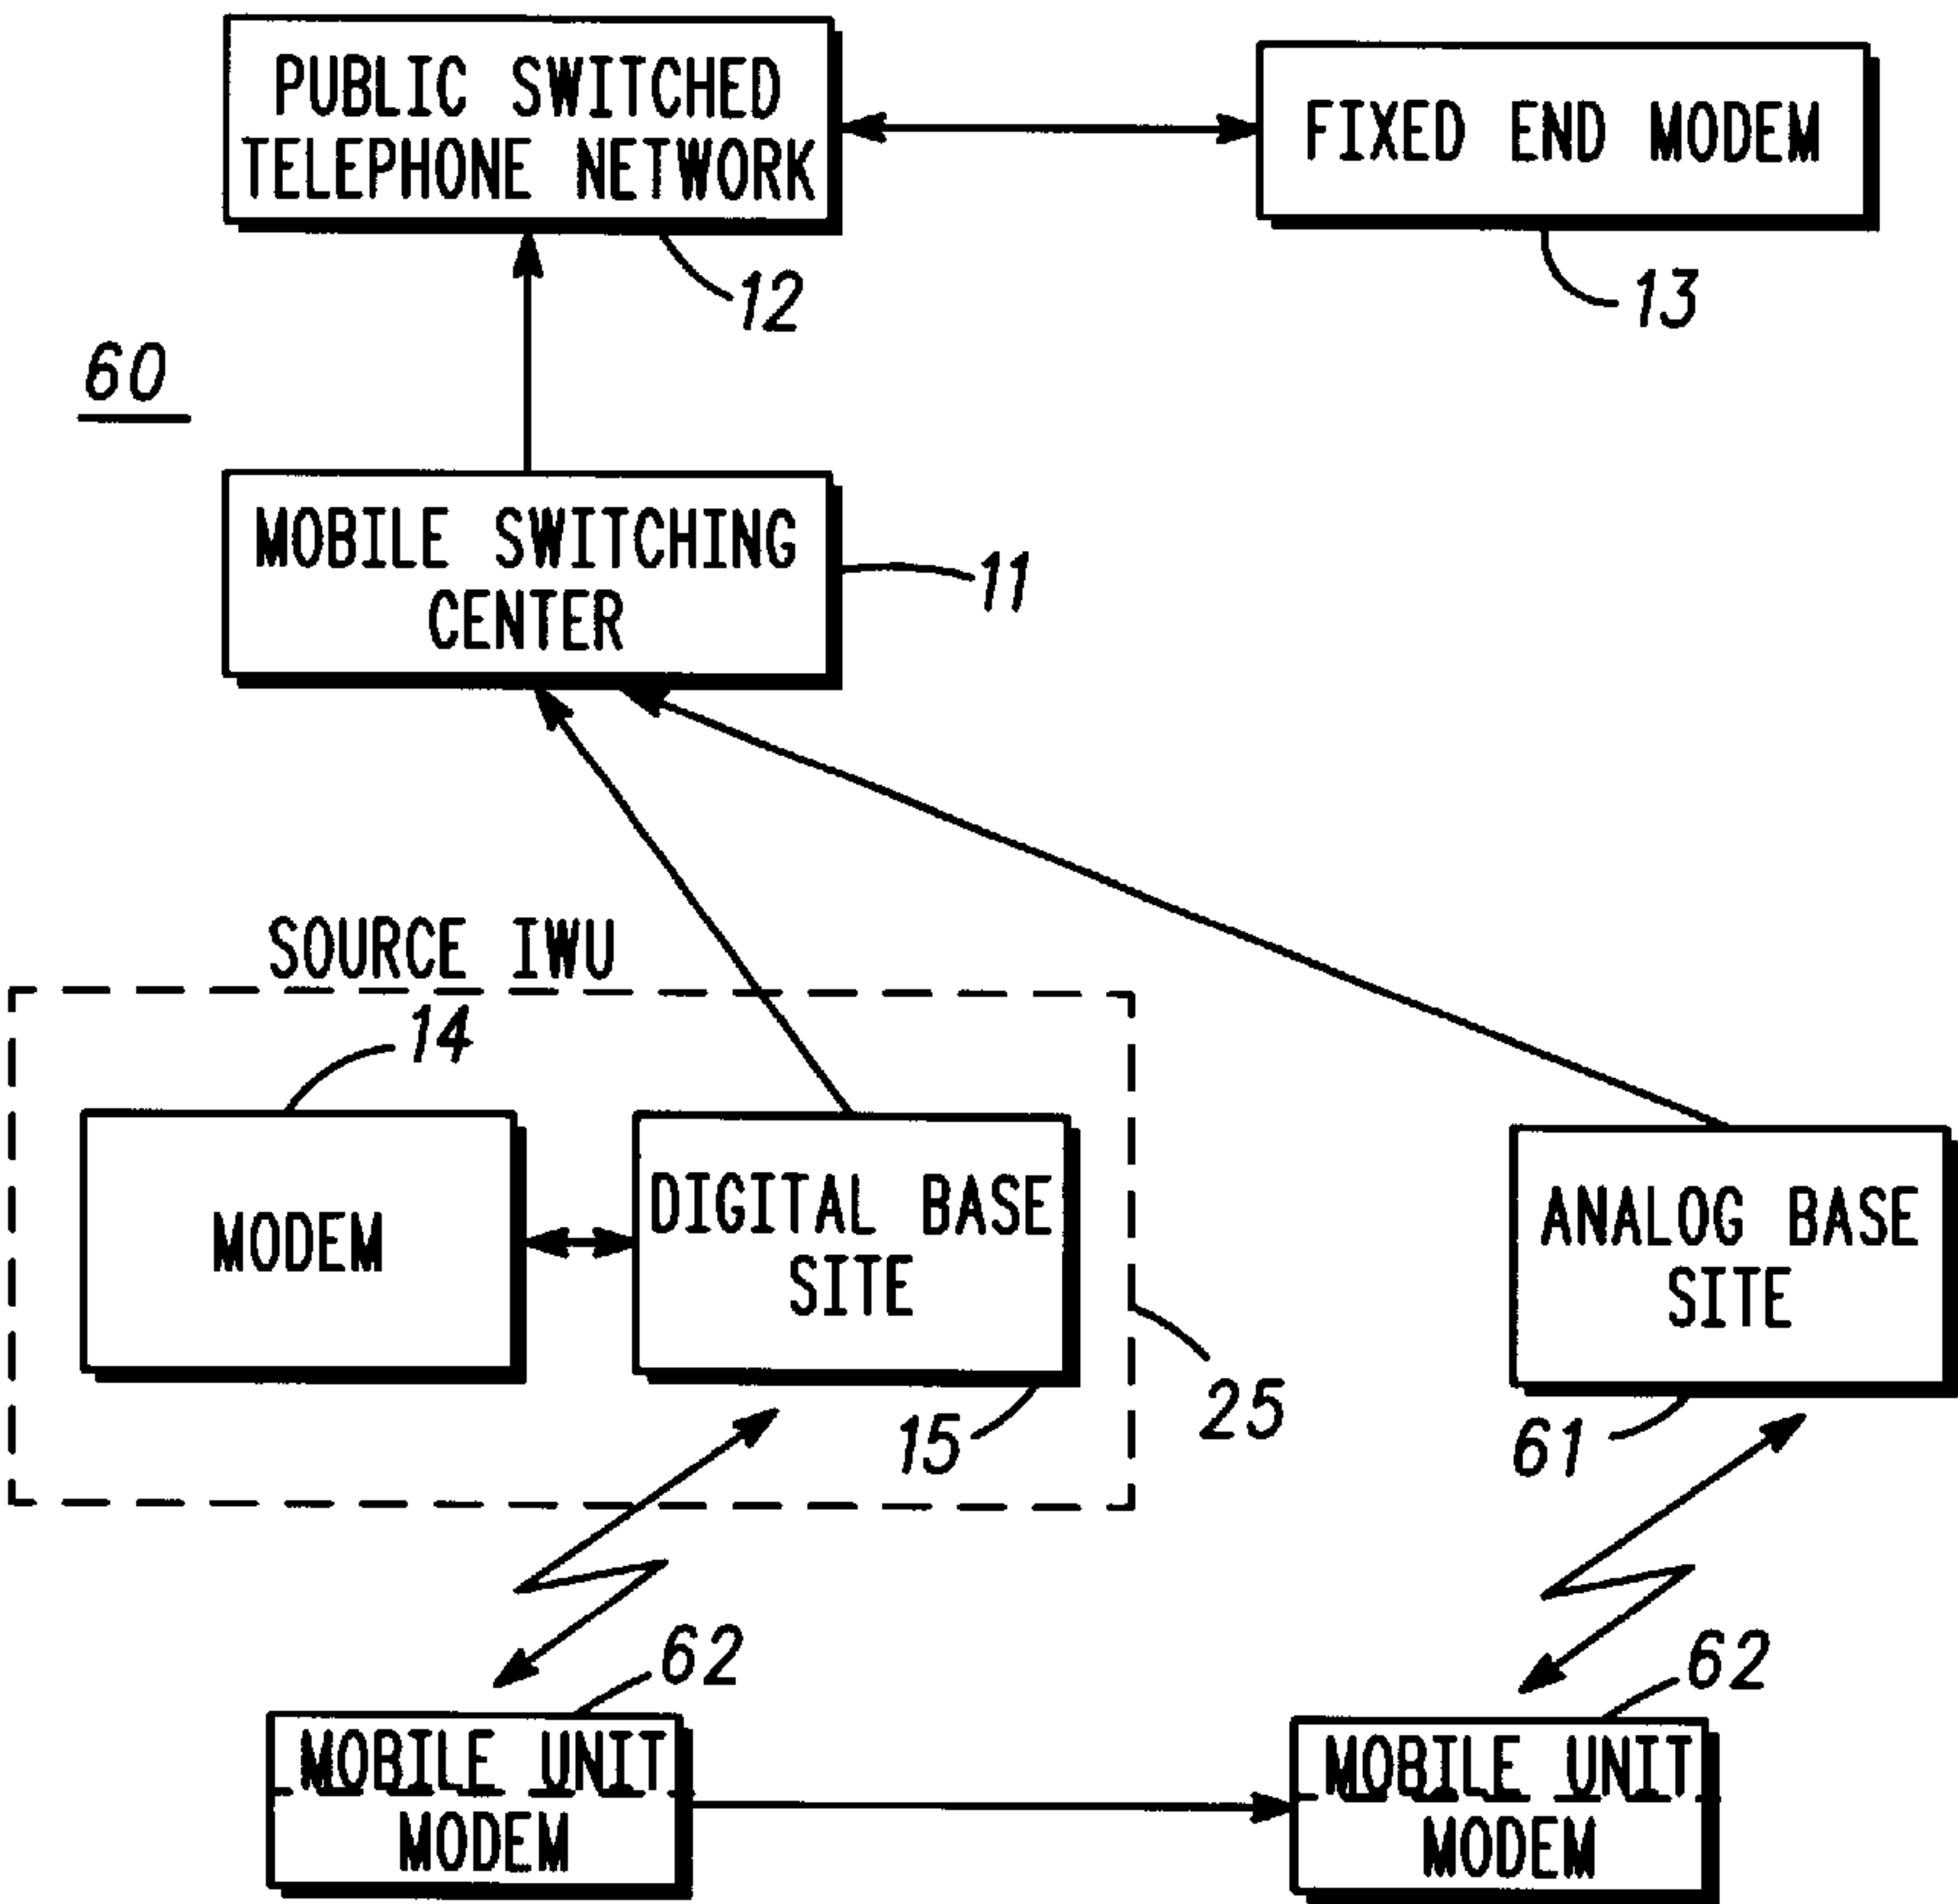 PUBLIC SWITCHED
TELEPHONE NETWORK
FIXED END MODEM
12
13
60
MOBILE SWITCHING
CENTER
11
SOURCE IWU
14
MODEM
DIGITAL BASE
SITE
ANALOG BASE
SITE
15
25
61
62
62
MOBILE UNIT
MODEM
MOBILE UNIT
MODEM